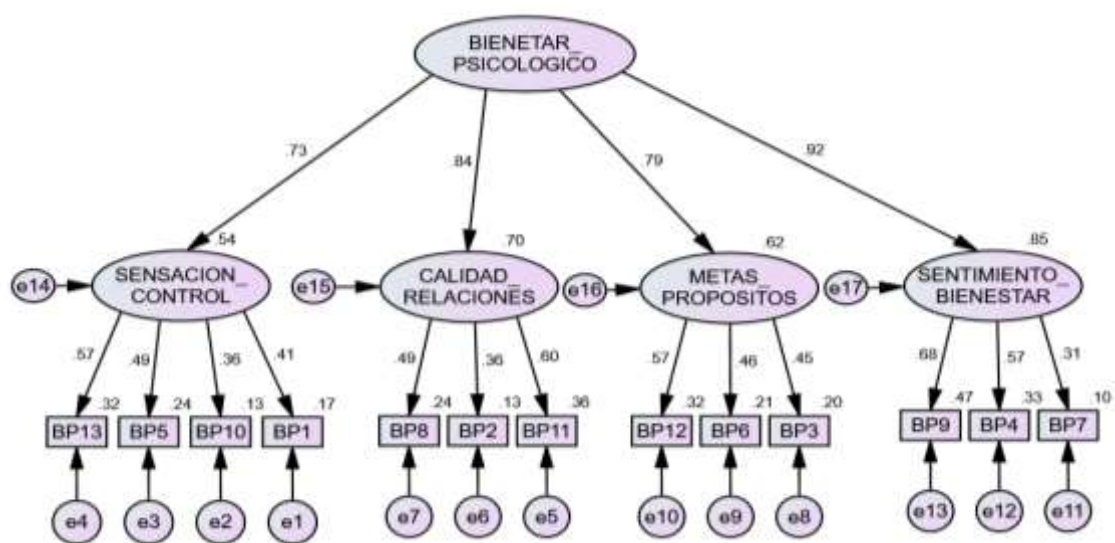 BIENETAR_
PSICOLOGICO
.73
.84
.79
.92
.54
.70
.62
.85
e14
SENSACION_
CONTROL
e15
CALIDAD_
RELACIONES
e16
METAS_
PROPOSITOS
e17
SENTIMIENTO_
BIENESTAR
.57
.49
.36
.41
.49
.36
.60
.57
.46
.45
.68
.57
.31
.32
.24
.13
.17
.24
.13
.36
.32
.21
.20
.47
.33
.10
BP13
BP5
BP10
BP1
BP8
BP2
BP11
BP12
BP6
BP3
BP9
BP4
BP7
e4
e3
e2
e1
e7
e6
e5
e10
e9
e8
e13
e12
e11